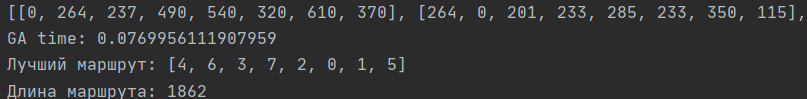 [[0, 264, 237, 490, 540, 320, 610, 370], [264, 0, 201, 233, 285, 233, 350, 115],
GA time: 0.0769956111907959
Лучший маршрут: [4, 6, 3, 7, 2, 0, 1, 5]
Длина маршрута: 1862